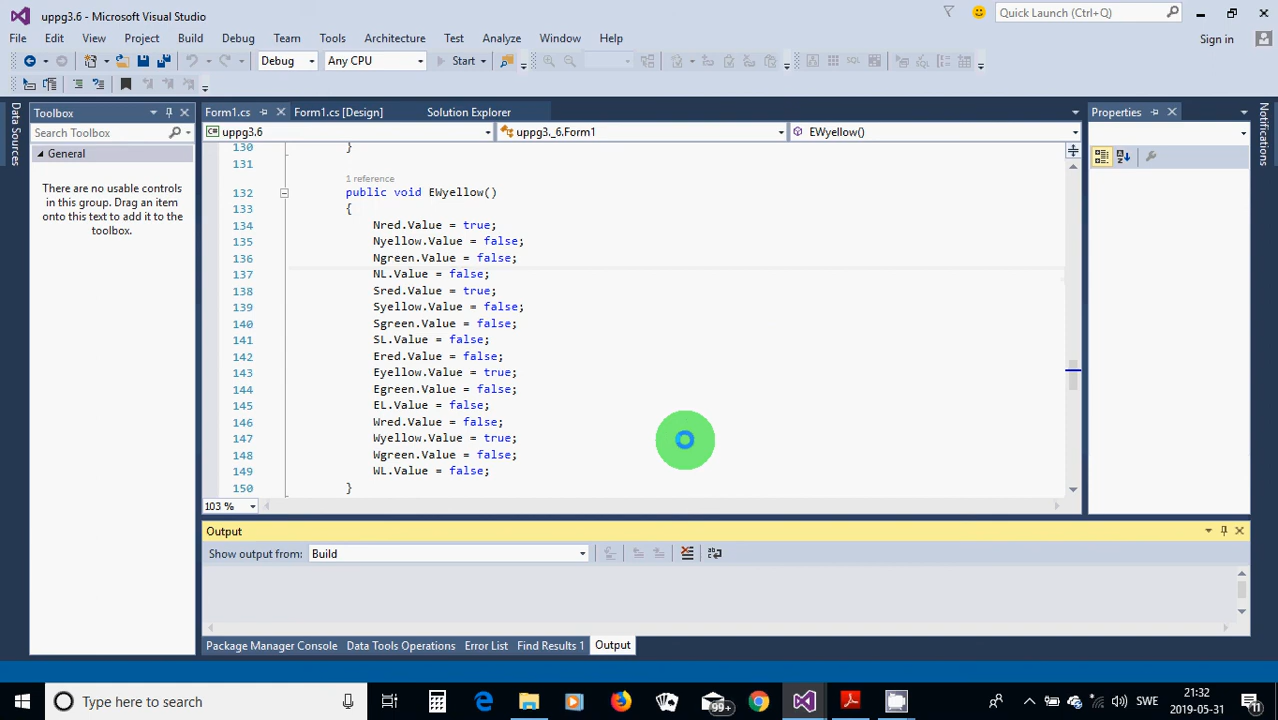 uppg3.6 - Microsoft Visual Studio
Quick Launch (Ctrl+Q)
File Edit View Project Build Debug Team Tools Architecture Test Analyze Window Help
Sign in
Debug Any CPU Start
Toolbox
Search Toolbox
General
There are no usable controls
in this group. Drag an item
onto this text to add it to the
toolbox.
Data Sources
Form1.cs Form1.cs [Design] Solution Explorer
uppg3.6 uppg3._6.Form1 EWyellow()
130 }
131
1 reference
132 public void EWyellow()
133 {
134 Nred.Value = true;
135 Nyellow.Value = false;
136 Ngreen.Value = false;
137 NL.Value = false;
138 Sred.Value = true;
139 Syellow.Value = false;
140 Sgreen.Value = false;
141 SL.Value = false;
142 Ered.Value = false;
143 Eyellow.Value = true;
144 Egreen.Value = false;
145 EL.Value = false;
146 Wred.Value = false;
147 Wyellow.Value = true;
148 Wgreen.Value = false;
149 WL.Value = false;
150 }
103 %
Properties
Notifications
Output
Show output from: Build
Package Manager Console Data Tools Operations Error List Find Results 1 Output
Type here to search
99+
SWE
21:32
2019-05-31
11